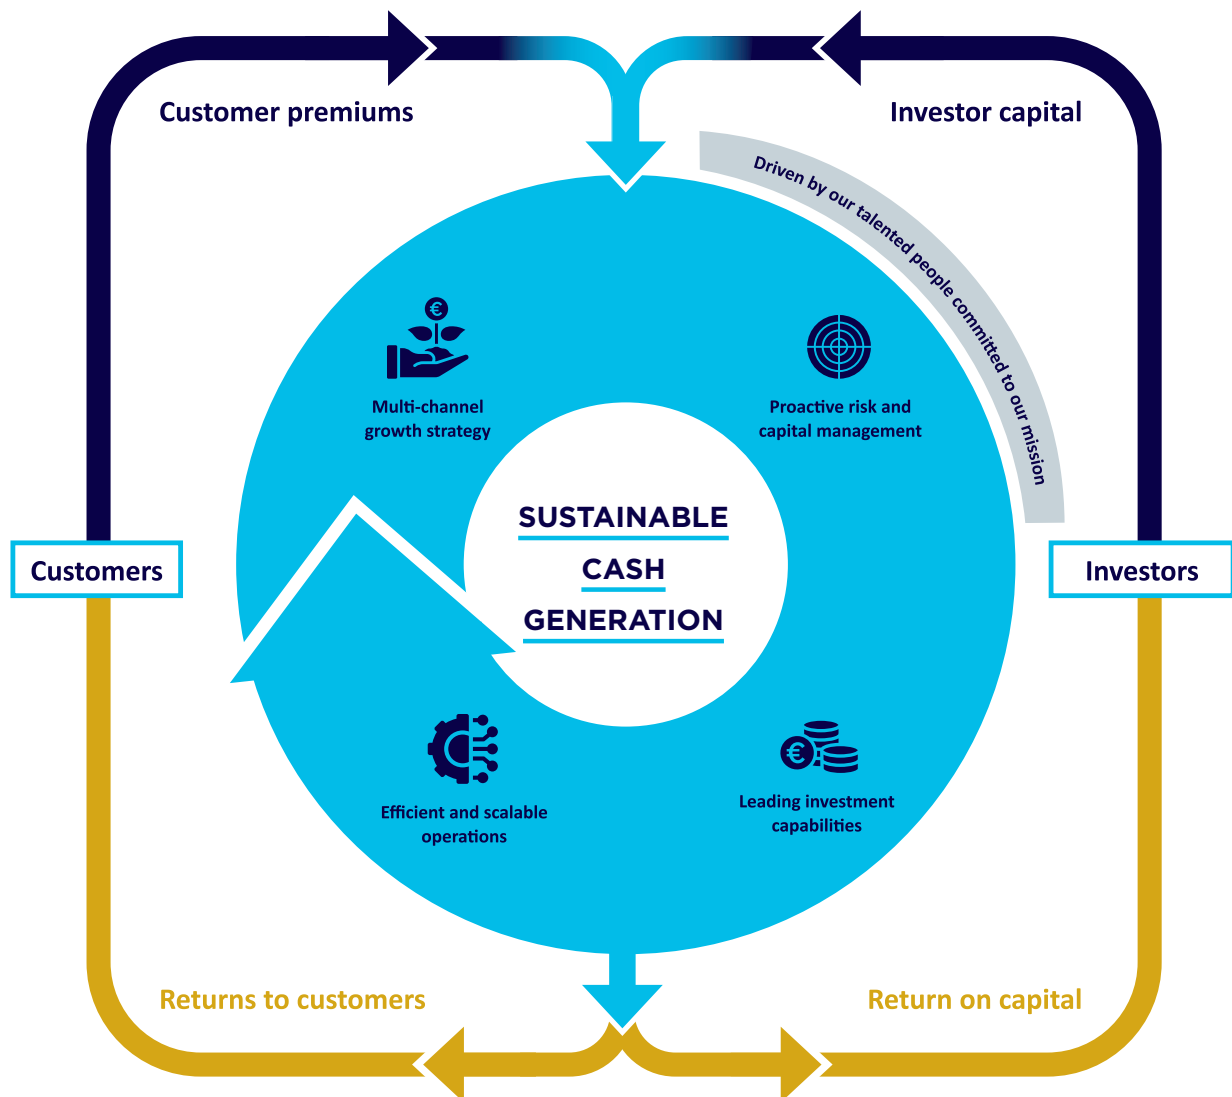 Customer premiums
Investor capital
Driven by our talented people committed to our mission
€
Multi-channel
growth strategy
Proactive risk and
capital management
SUSTAINABLE
CASH
GENERATION
Customers
Investors
Efficient and scalable
operations
€
Leading investment
capabilities
Returns to customers
Return on capital